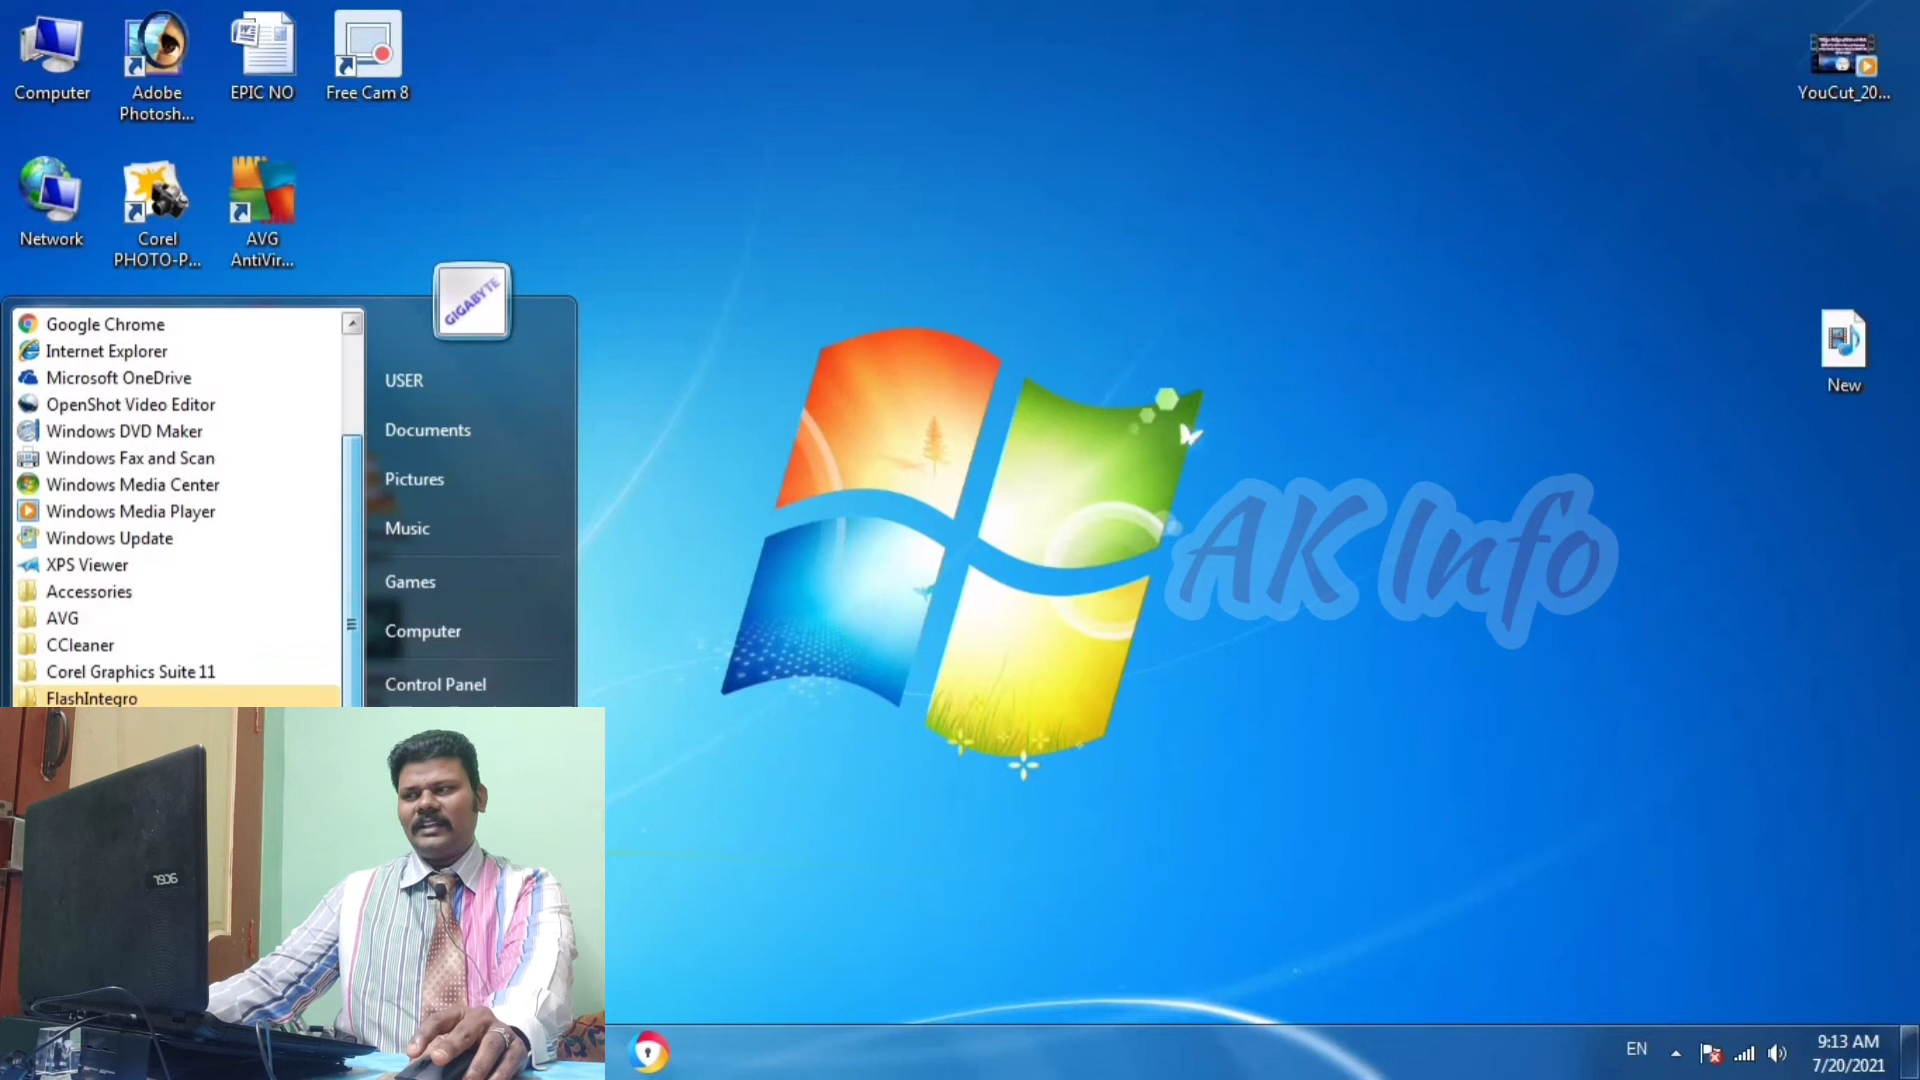 Computer
Adobe
Photosh...
EPIC NO
Free Cam 8
YouCut_20...
Network
Corel
PHOTO-P...
AVG
AntiVir...
GIGABYTE
New
Google Chrome
Internet Explorer
Microsoft OneDrive
OpenShot Video Editor
Windows DVD Maker
Windows Fax and Scan
Windows Media Center
Windows Media Player
Windows Update
XPS Viewer
Accessories
AVG
CCleaner
Corel Graphics Suite 11
FlashIntegro
USER
Documents
Pictures
Music
Games
Computer
Control Panel
AK Info
acer
EN
9:13 AM
7/20/2021